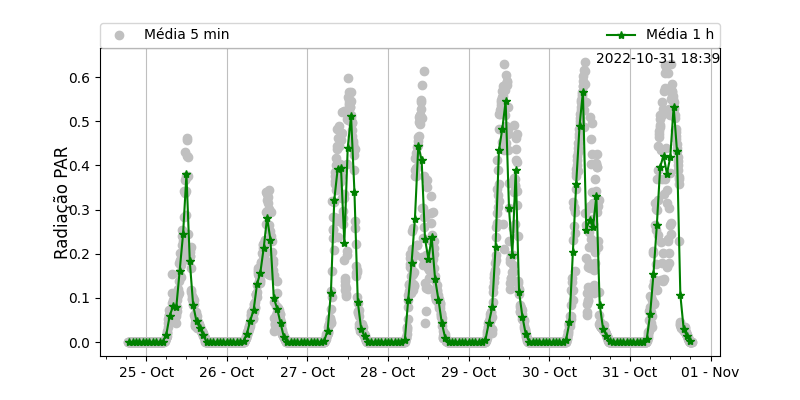 Média 5 min
Média 1 h
2022-10-31 18:39
Radiação PAR
0.6
0.5
0.4
0.3
0.2
0.1
0.0
25 - Oct
26 - Oct
27 - Oct
28 - Oct
29 - Oct
30 - Oct
31 - Oct
01 - Nov